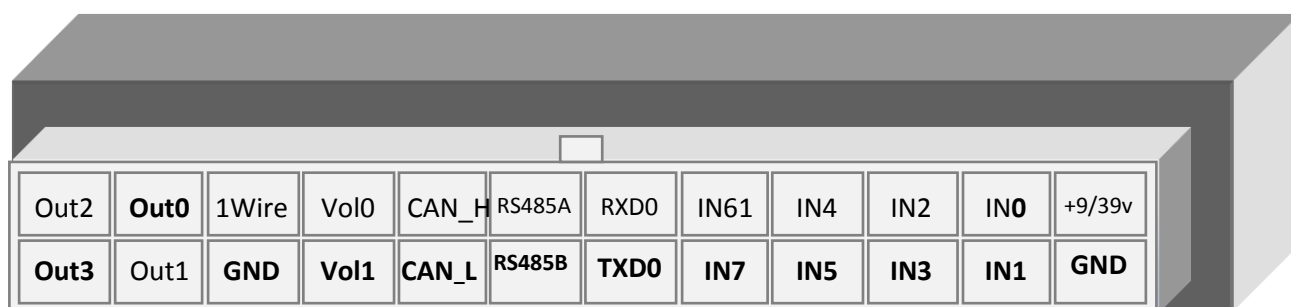 Out2 Out0 1Wire Vol0 CAN_H RS485A RXD0 IN61 IN4 IN2 IN0 +9/39v
Out3 Out1 GND Vol1 CAN_L RS485B TXD0 IN7 IN5 IN3 IN1 GND